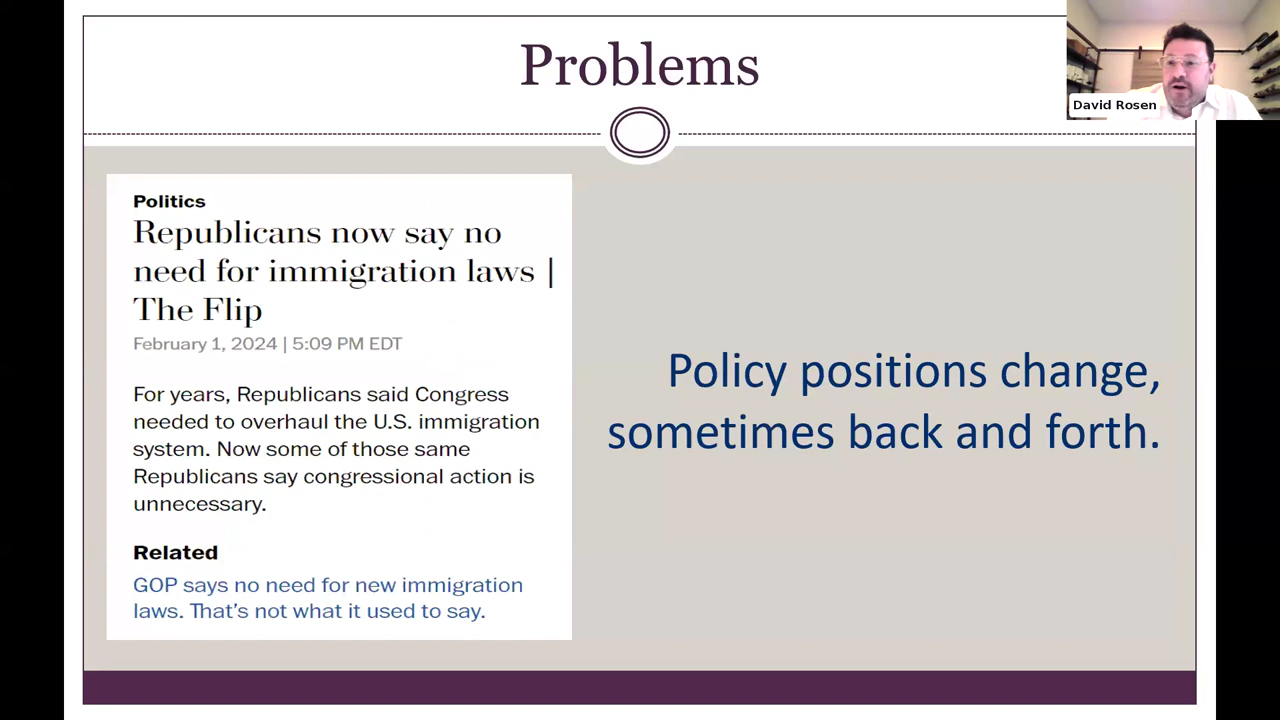 Problems
David Rosen
Politics
Republicans now say no
need for immigration laws |
The Flip
February 1, 2024 | 5:09 PM EDT
For years, Republicans said Congress
needed to overhaul the U.S. immigration
system. Now some of those same
Republicans say congressional action is
unnecessary.
Related
GOP says no need for new immigration
laws. That’s not what it used to say.
Policy positions change,
sometimes back and forth.